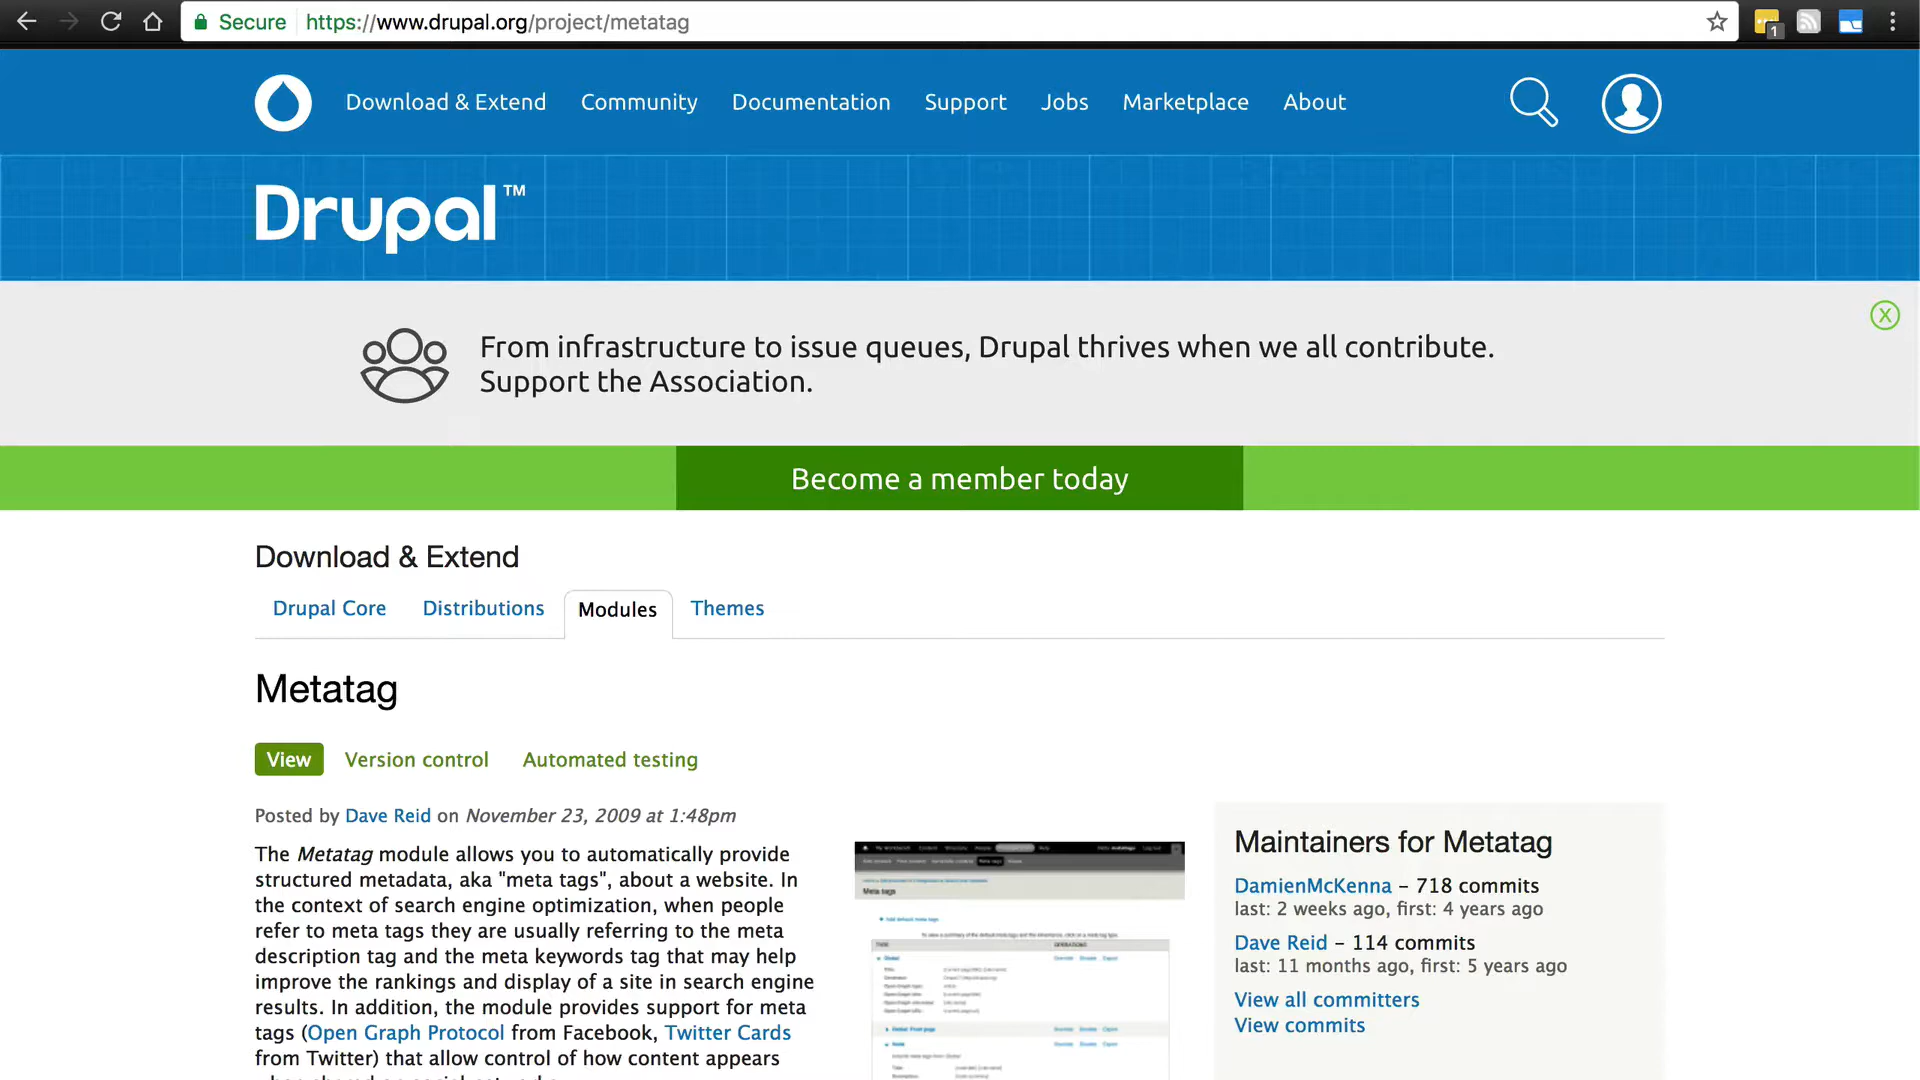 Secure https://www.drupal.org/project/metatag
1
Download & Extend Community Documentation Support Jobs Marketplace About
Drupal™
From infrastructure to issue queues, Drupal thrives when we all contribute.
Support the Association.
X
Become a member today
Download & Extend
Drupal Core Distributions Modules Themes
Metatag
View Version control Automated testing
Posted by Dave Reid on November 23, 2009 at 1:48pm
The Metatag module allows you to automatically provide
structured metadata, aka "meta tags", about a website. In
the context of search engine optimization, when people
refer to meta tags they are usually referring to the meta
description tag and the meta keywords tag that may help
improve the rankings and display of a site in search engine
results. In addition, the module provides support for meta
tags (Open Graph Protocol from Facebook, Twitter Cards
from Twitter) that allow control of how content appears
Meta tags
Maintainers for Metatag
DamienMcKenna – 718 commits
last: 2 weeks ago, first: 4 years ago
Dave Reid – 114 commits
last: 11 months ago, first: 5 years ago
View all committers
View commits